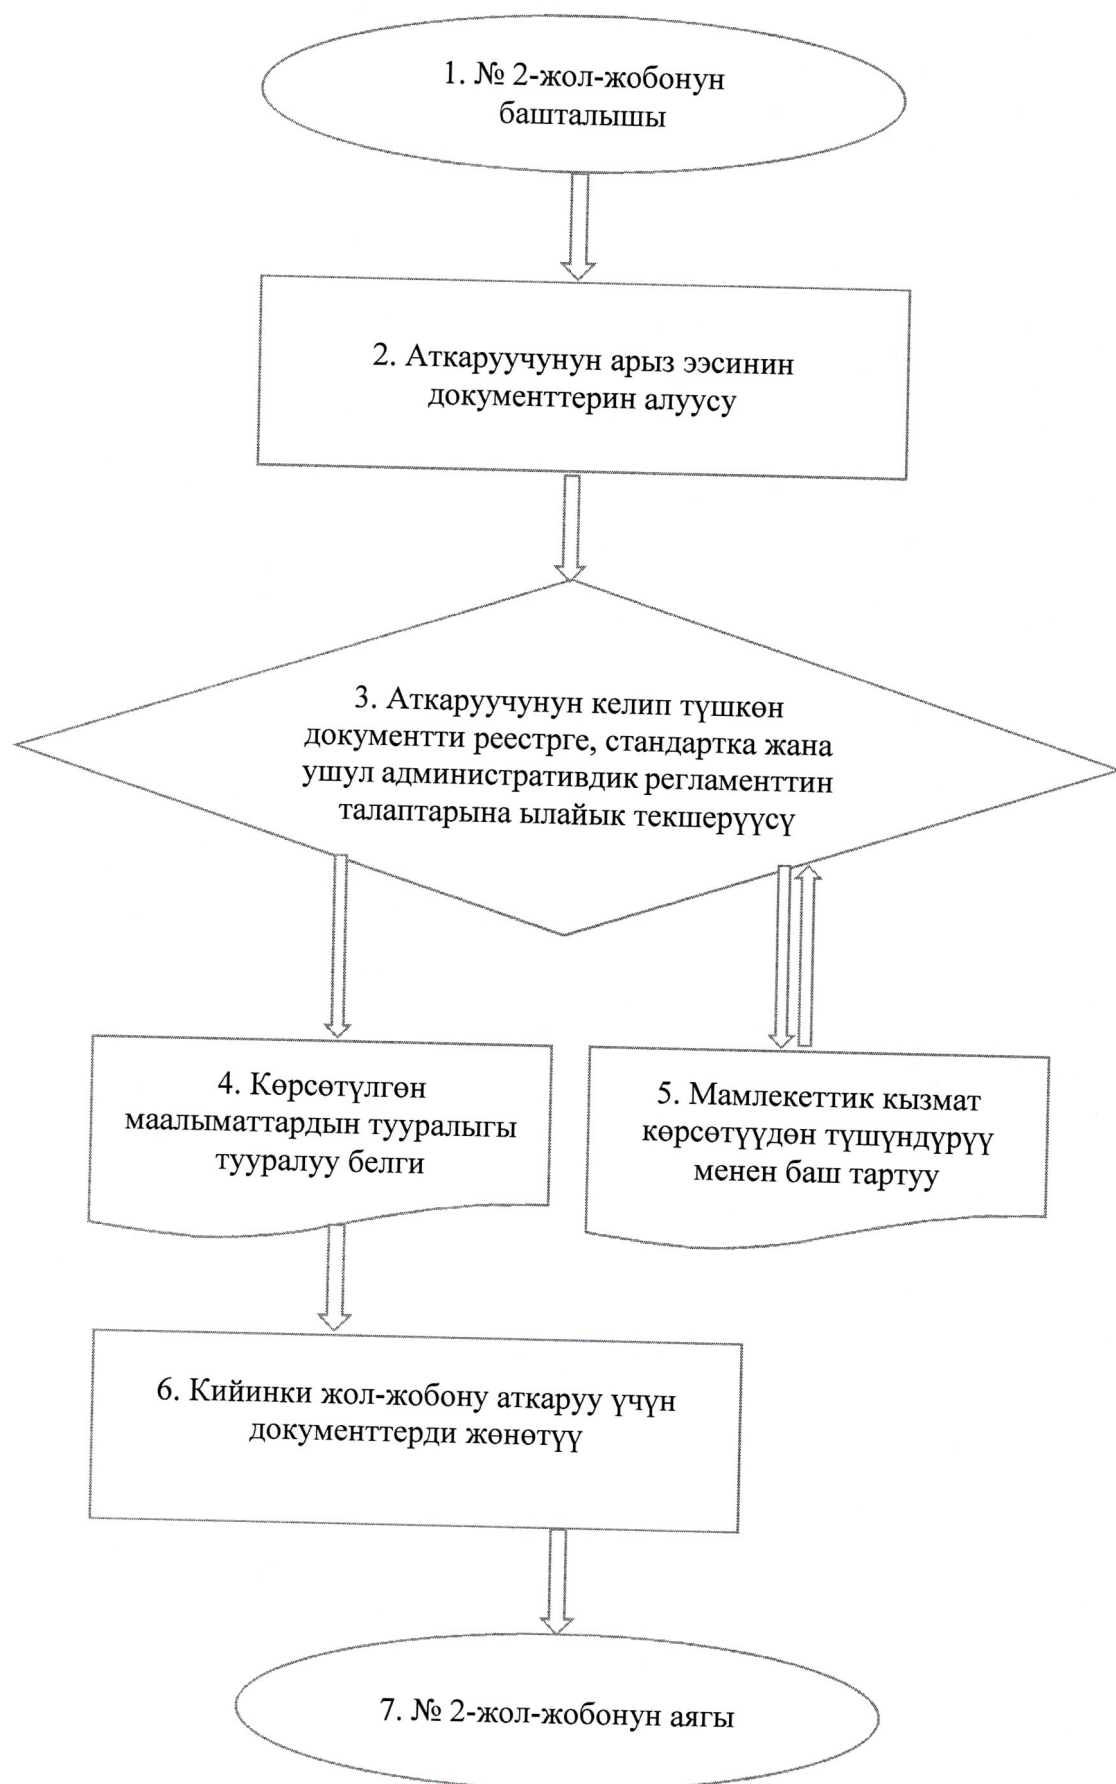 1. № 2-жол-жобонун
башталышы
2. Аткаруучунун арыз ээсинин
документтерин алуусу
3. Аткаруучунун келип түшкөн
документти реестрге, стандартка жана
ушул административдик регламенттин
талаптарына ылайык текшерүүсү
4. Көрсөтүлгөн
маалыматтардын тууралыгы
тууралуу белги
5. Мамлекеттик кызмат
көрсөтүүдөн түшүндүрүү
менен баш тартуу
6. Кийинки жол-жобону аткаруу үчүн
документтерди жөнөтүү
7. № 2-жол-жобонун аягы